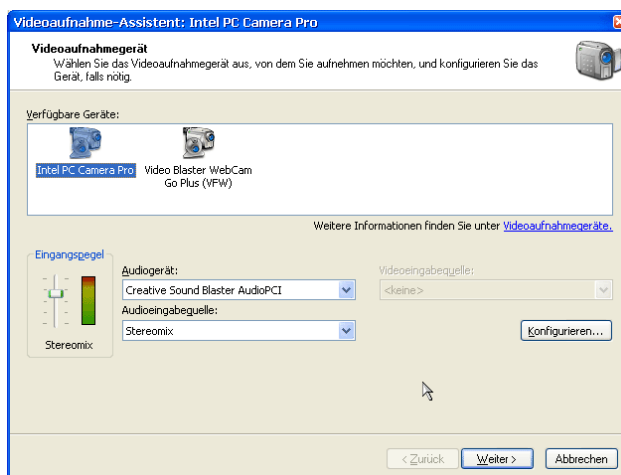 Videoaufnahme-Assistent: Intel PC Camera Pro
Videoaufnahmegerät
Wählen Sie das Videoaufnahmegerät aus, von dem Sie aufnehmen möchten, und konfigurieren Sie das
Gerät, falls nötig.
Verfügbare Geräte:
Intel PC Camera Pro
Video Blaster WebCam
Go Plus (VFW)
Weitere Informationen finden Sie unter Videoaufnahmegeräte.
Eingangspegel
Stereomix
Audiogerät:
Creative Sound Blaster AudioPCI
Audioeingabequelle:
Stereomix
Videoeingabequelle:
<keine>
Konfigurieren...
< Zurück
Weiter >
Abbrechen